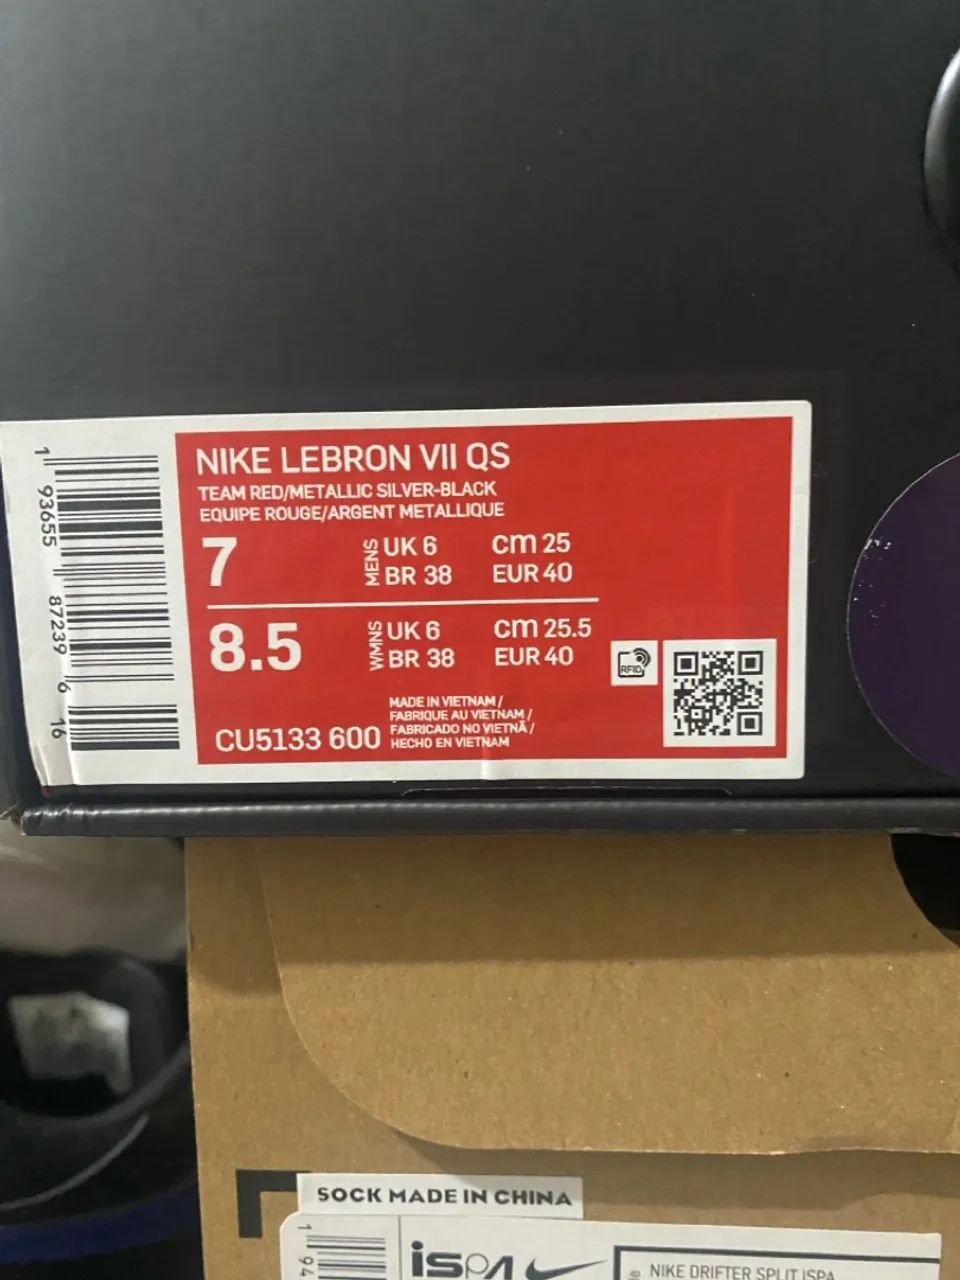 NIKE LEBRON VII QS
TEAM RED/METALLIC SILVER-BLACK
EQUIPE ROUGE/ARGENT METALLIQUE
7
MENS
UK 6
cm 25
BR 38
EUR 40
8.5
WMNS
UK 6
cm 25.5
BR 38
EUR 40
RFID
CU5133 600
MADE IN VIETNAM /
FABRIQUE AU VIETNAM /
FABRICADO NO VIETNÃ /
HECHO EN VIETNAM
1 93655 87239 6 16
SOCK MADE IN CHINA
1 94
ISPA
NIKE DRIFTER SPLIT ISPA